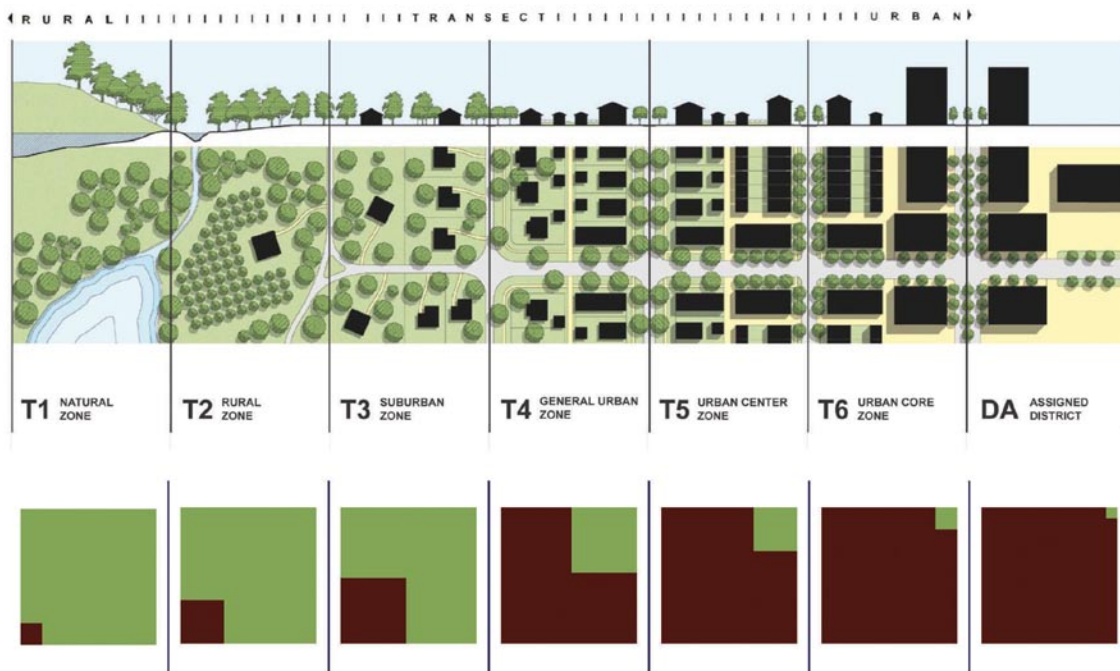 RURAL TRANSECT URBAN
T1 NATURAL ZONE
T2 RURAL ZONE
T3 SUBURBAN ZONE
T4 GENERAL URBAN ZONE
T5 URBAN CENTER ZONE
T6 URBAN CORE ZONE
DA ASSIGNED DISTRICT